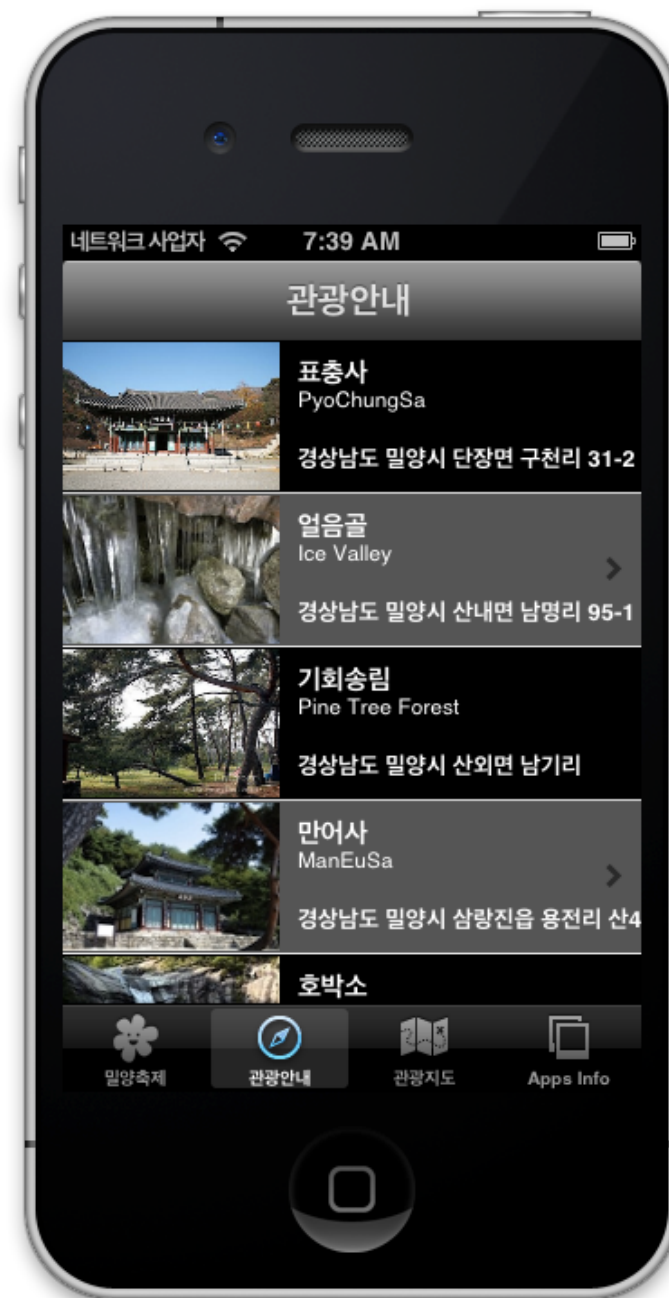 네트워크 사업자 7:39 AM
관광안내
표충사
PyoChungSa
경상남도 밀양시 단장면 구천리 31-2
얼음골
Ice Valley
경상남도 밀양시 산내면 남명리 95-1
기회송림
Pine Tree Forest
경상남도 밀양시 산외면 남기리
만어사
ManEuSa
경상남도 밀양시 삼랑진읍 용전리 산4
호박소
밀양축제 관광안내 관광지도 Apps Info